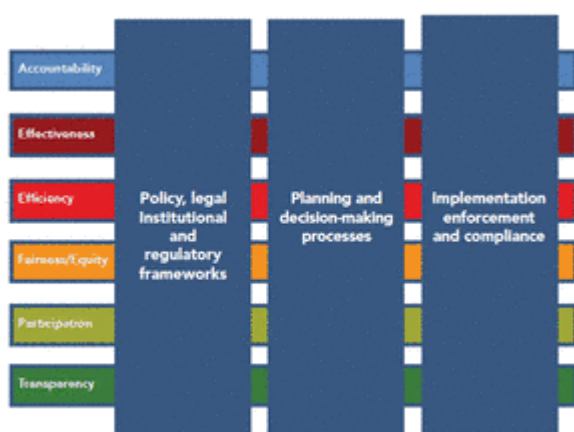 Accountability
Effectiveness
Efficiency
Fairness/Equity
Participation
Transparency
Policy, legal
Institutional
and
regulatory
frameworks
Planning and
decision-making
processes
Implementation
enforcement
and compliance